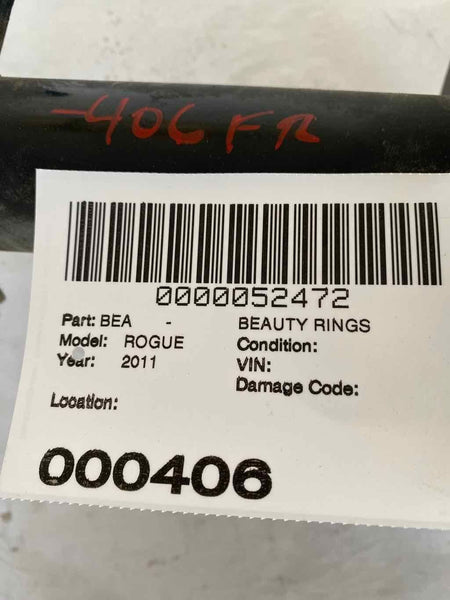 -406 FR
0000052472
Part: BEA - BEAUTY RINGS
Model: ROGUE Condition:
Year: 2011 VIN:
Damage Code:
Location:
000406